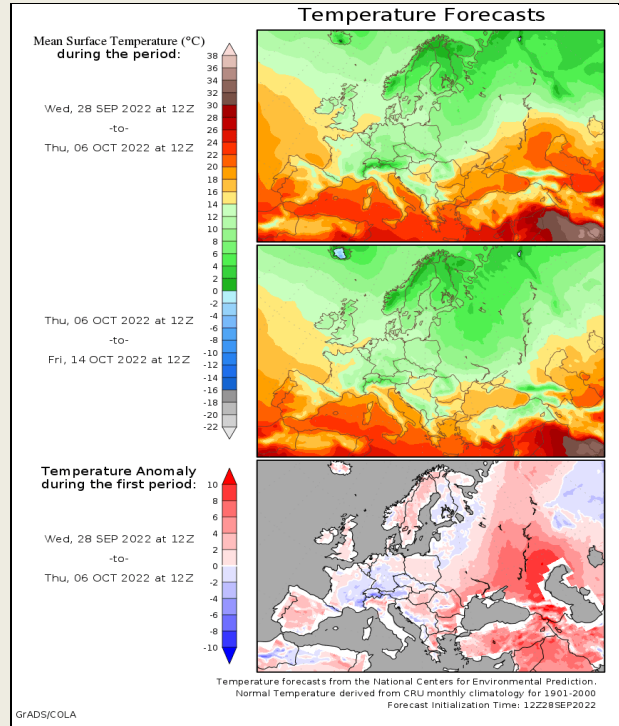 Temperature Forecasts
Mean Surface Temperature (°C)
during the period:
38
36
34
32
30
28
26
24
22
20
18
16
14
12
10
8
6
4
2
0
-2
-4
-6
-8
-10
-12
-14
-16
-18
-20
-22
Wed, 28 SEP 2022 at 12Z
-to-
Thu, 06 OCT 2022 at 12Z
Thu, 06 OCT 2022 at 12Z
-to-
Fri, 14 OCT 2022 at 12Z
Temperature Anomaly
during the first period:
10
8
6
4
2
0
-2
-4
-6
-8
-10
Wed, 28 SEP 2022 at 12Z
-to-
Thu, 06 OCT 2022 at 12Z
Temperature forecasts from the National Centers for Environmental Prediction.
Normal Temperature derived from CRU monthly climatology for 1901-2000
Forecast Initialization Time: 12Z28SEP2022
GrADS/COLA